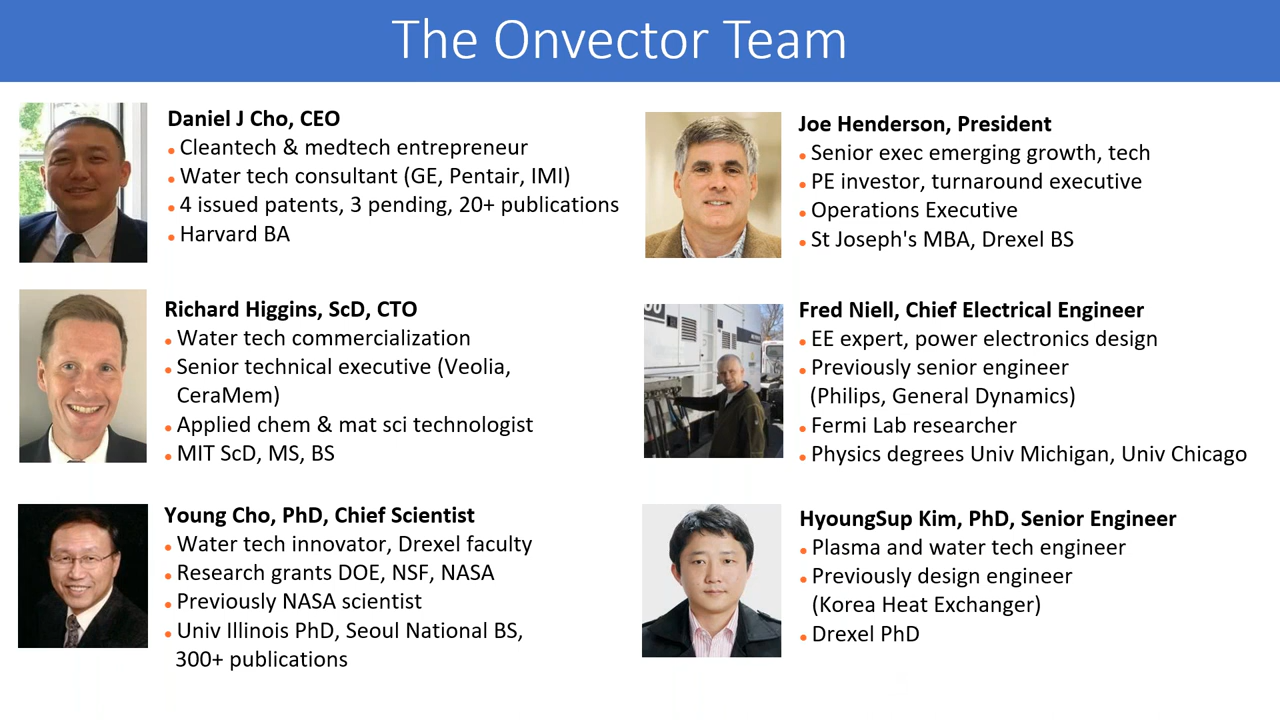 The Onvector Team
Daniel J Cho, CEO
• Cleantech & medtech entrepreneur
• Water tech consultant (GE, Pentair, IMI)
• 4 issued patents, 3 pending, 20+ publications
• Harvard BA
Richard Higgins, ScD, CTO
• Water tech commercialization
• Senior technical executive (Veolia,
CeraMem)
• Applied chem & mat sci technologist
• MIT ScD, MS, BS
Young Cho, PhD, Chief Scientist
• Water tech innovator, Drexel faculty
• Research grants DOE, NSF, NASA
• Previously NASA scientist
• Univ Illinois PhD, Seoul National BS,
300+ publications
Joe Henderson, President
• Senior exec emerging growth, tech
• PE investor, turnaround executive
• Operations Executive
• St Joseph's MBA, Drexel BS
Fred Niell, Chief Electrical Engineer
• EE expert, power electronics design
• Previously senior engineer
(Philips, General Dynamics)
• Fermi Lab researcher
• Physics degrees Univ Michigan, Univ Chicago
HyoungSup Kim, PhD, Senior Engineer
• Plasma and water tech engineer
• Previously design engineer
(Korea Heat Exchanger)
• Drexel PhD